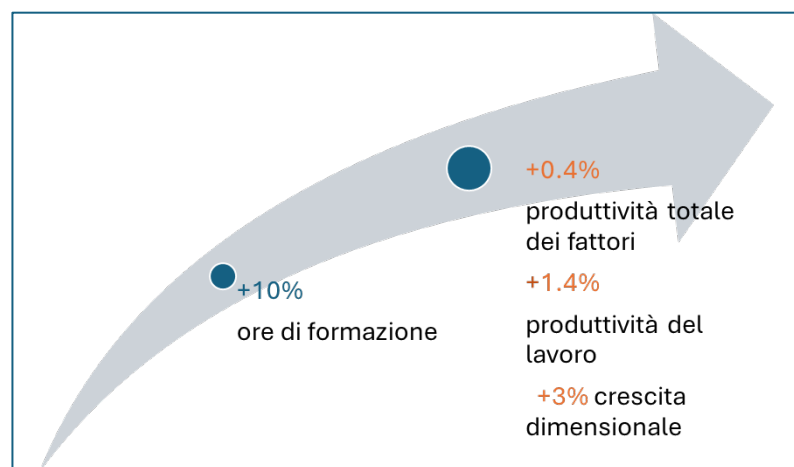 +10%
ore di formazione
+0.4%
produttività totale
dei fattori
+1.4%
produttività del
lavoro
+3% crescita
dimensionale